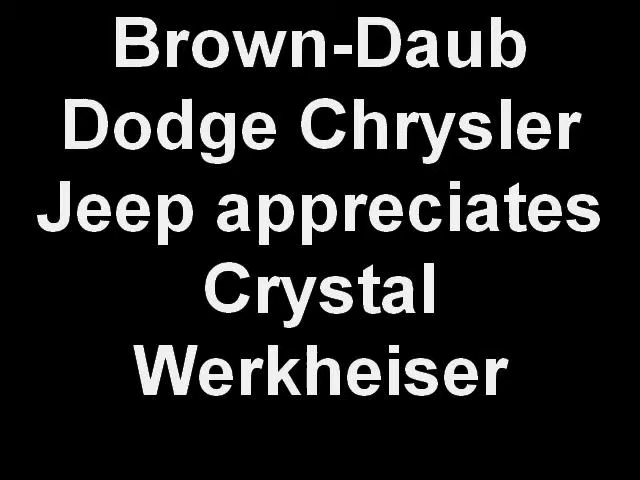 Brown-Daub
Dodge Chrysler
Jeep appreciates
Crystal
Werkheiser